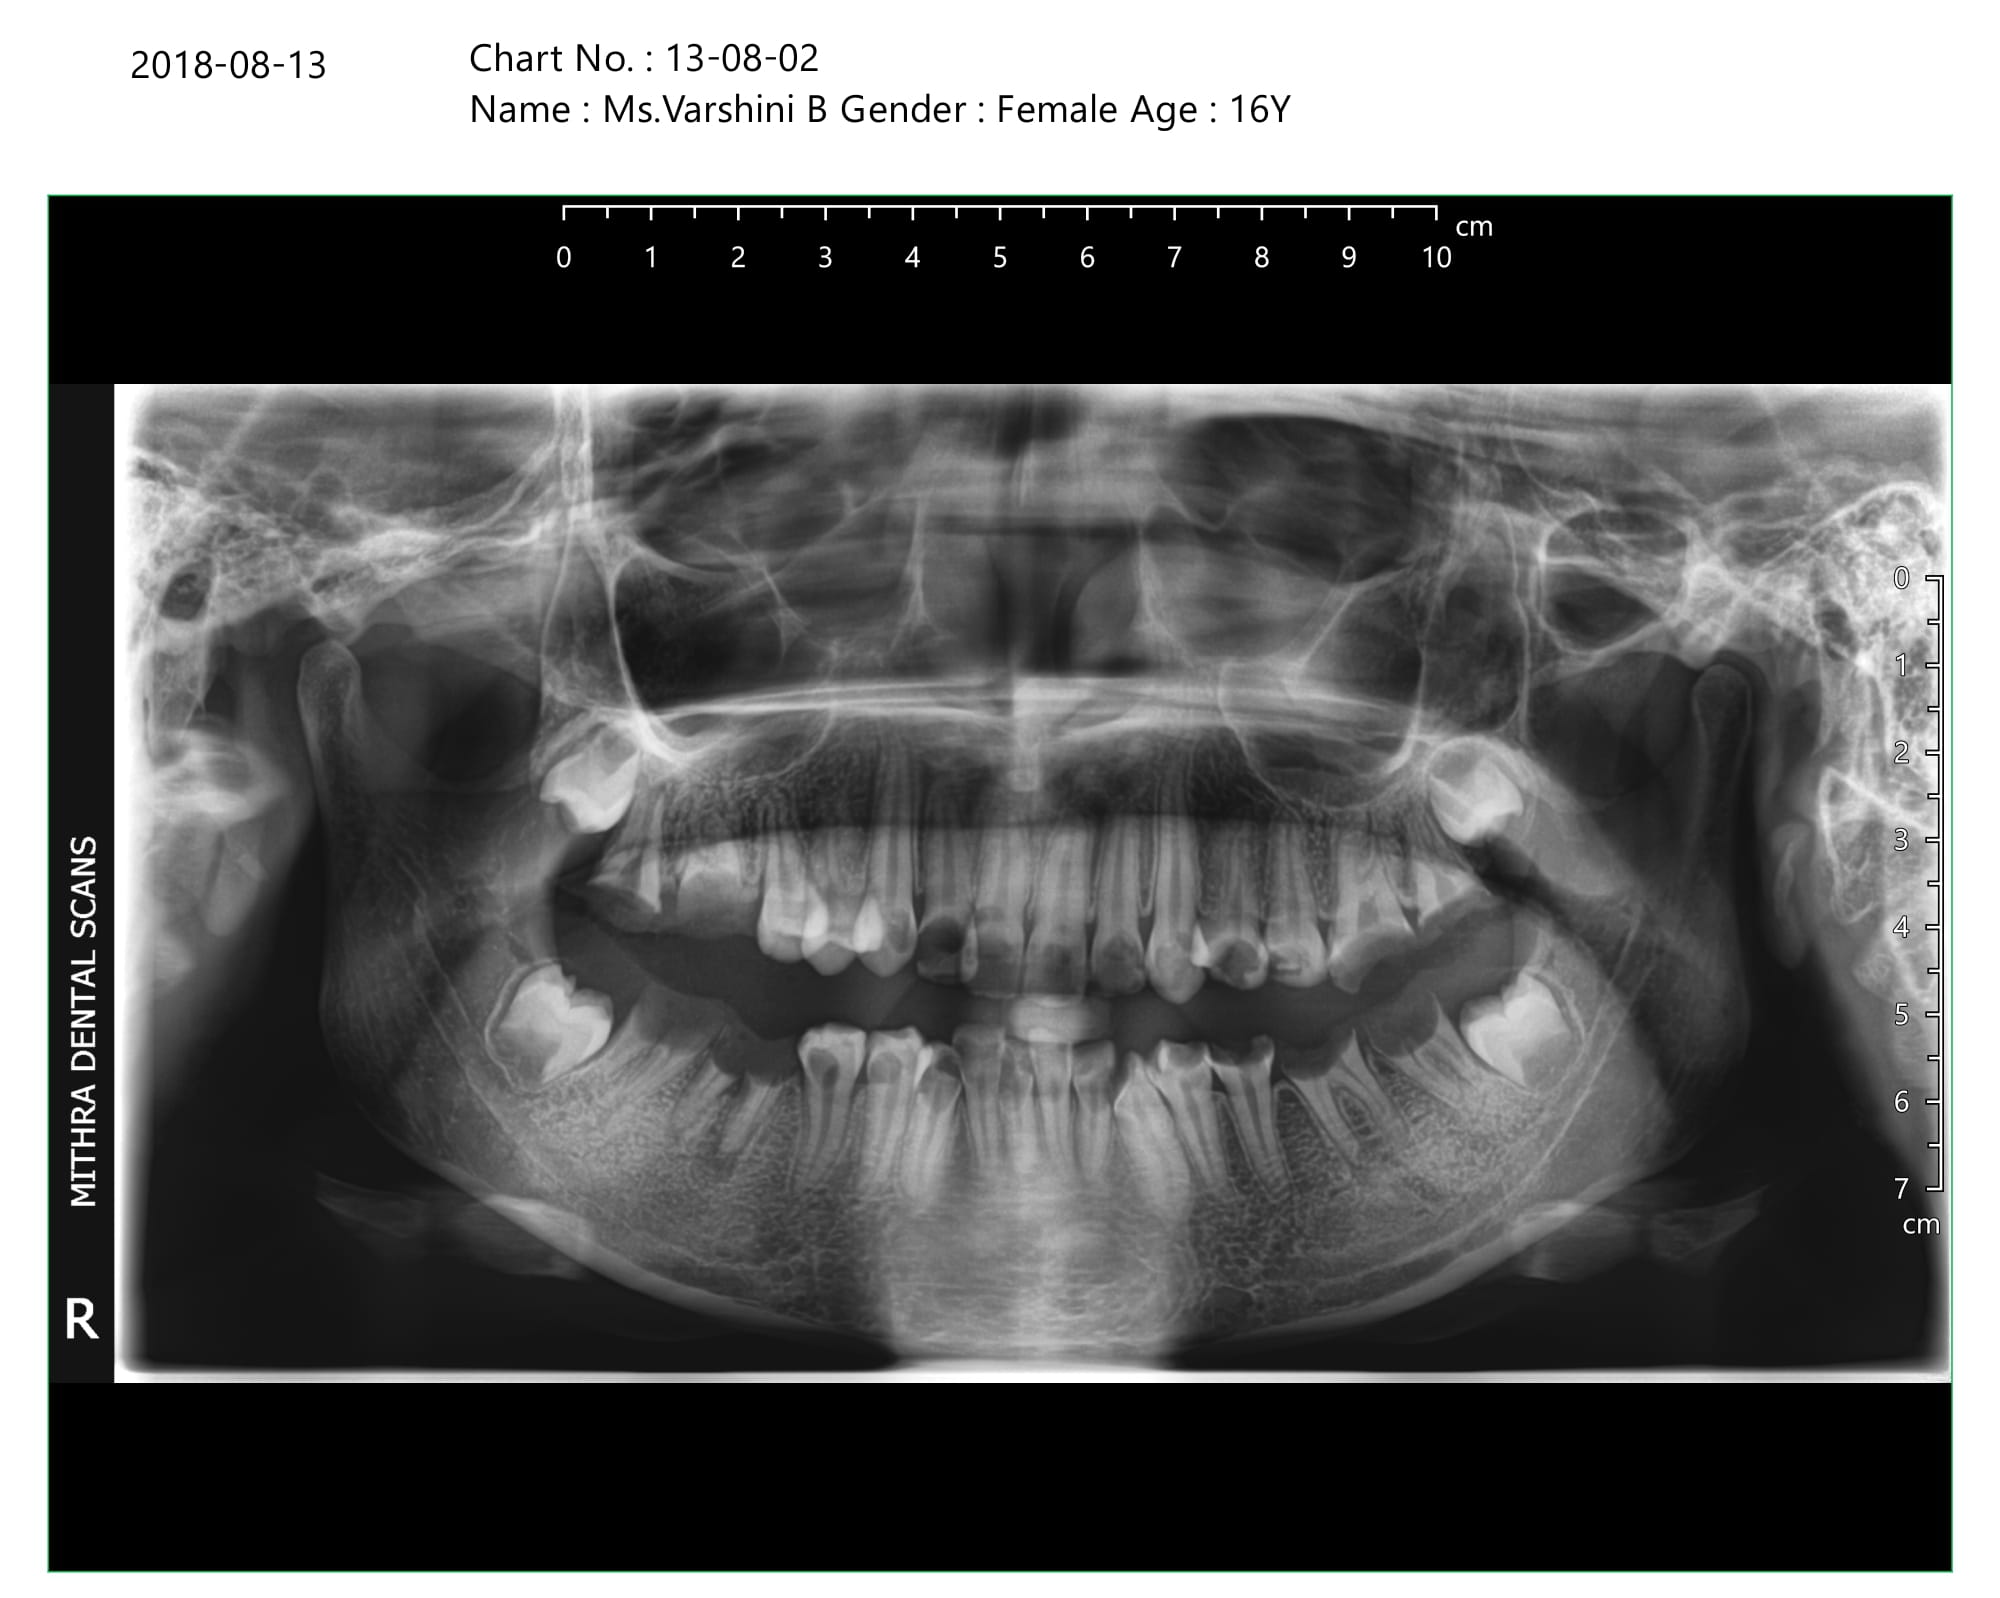 2018-08-13
Chart No. : 13-08-02
Name : Ms.Varshini B Gender : Female Age : 16Y
cm
0 1 2 3 4 5 6 7 8 9 10
0
1
2
3
4
5
6
7
cm
MITHRA DENTAL SCANS
R